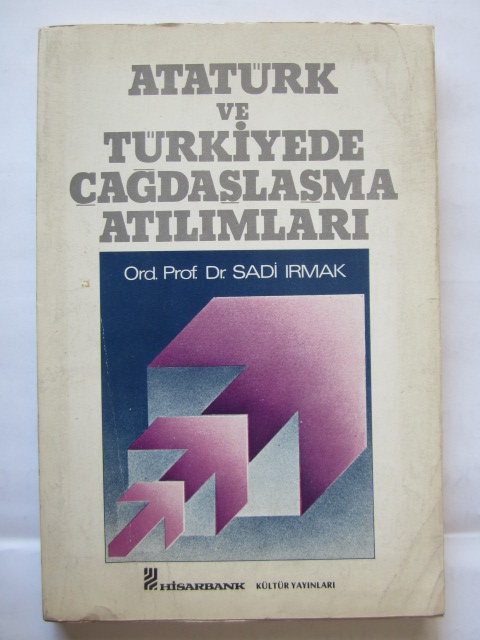 ATATÜRK
VE
TÜRKİYEDE
ÇAĞDAŞLAŞMA
ATILIMLARI
Ord. Prof. Dr. SADİ IRMAK
HİSARBANK KÜLTÜR YAYINLARI